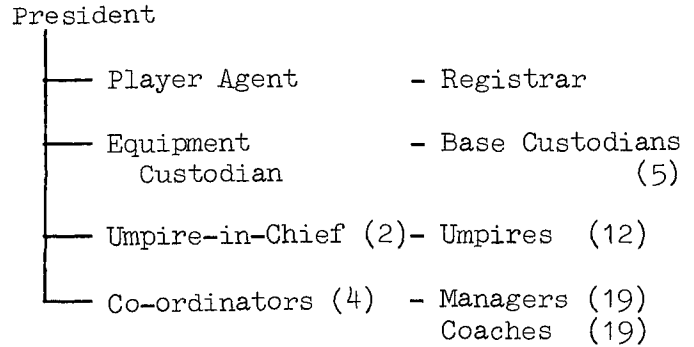 President
Player Agent - Registrar
Equipment - Base Custodians
Custodian (5)
Umpire-in-Chief (2)- Umpires (12)
Co-ordinators (4) - Managers (19)
Coaches (19)